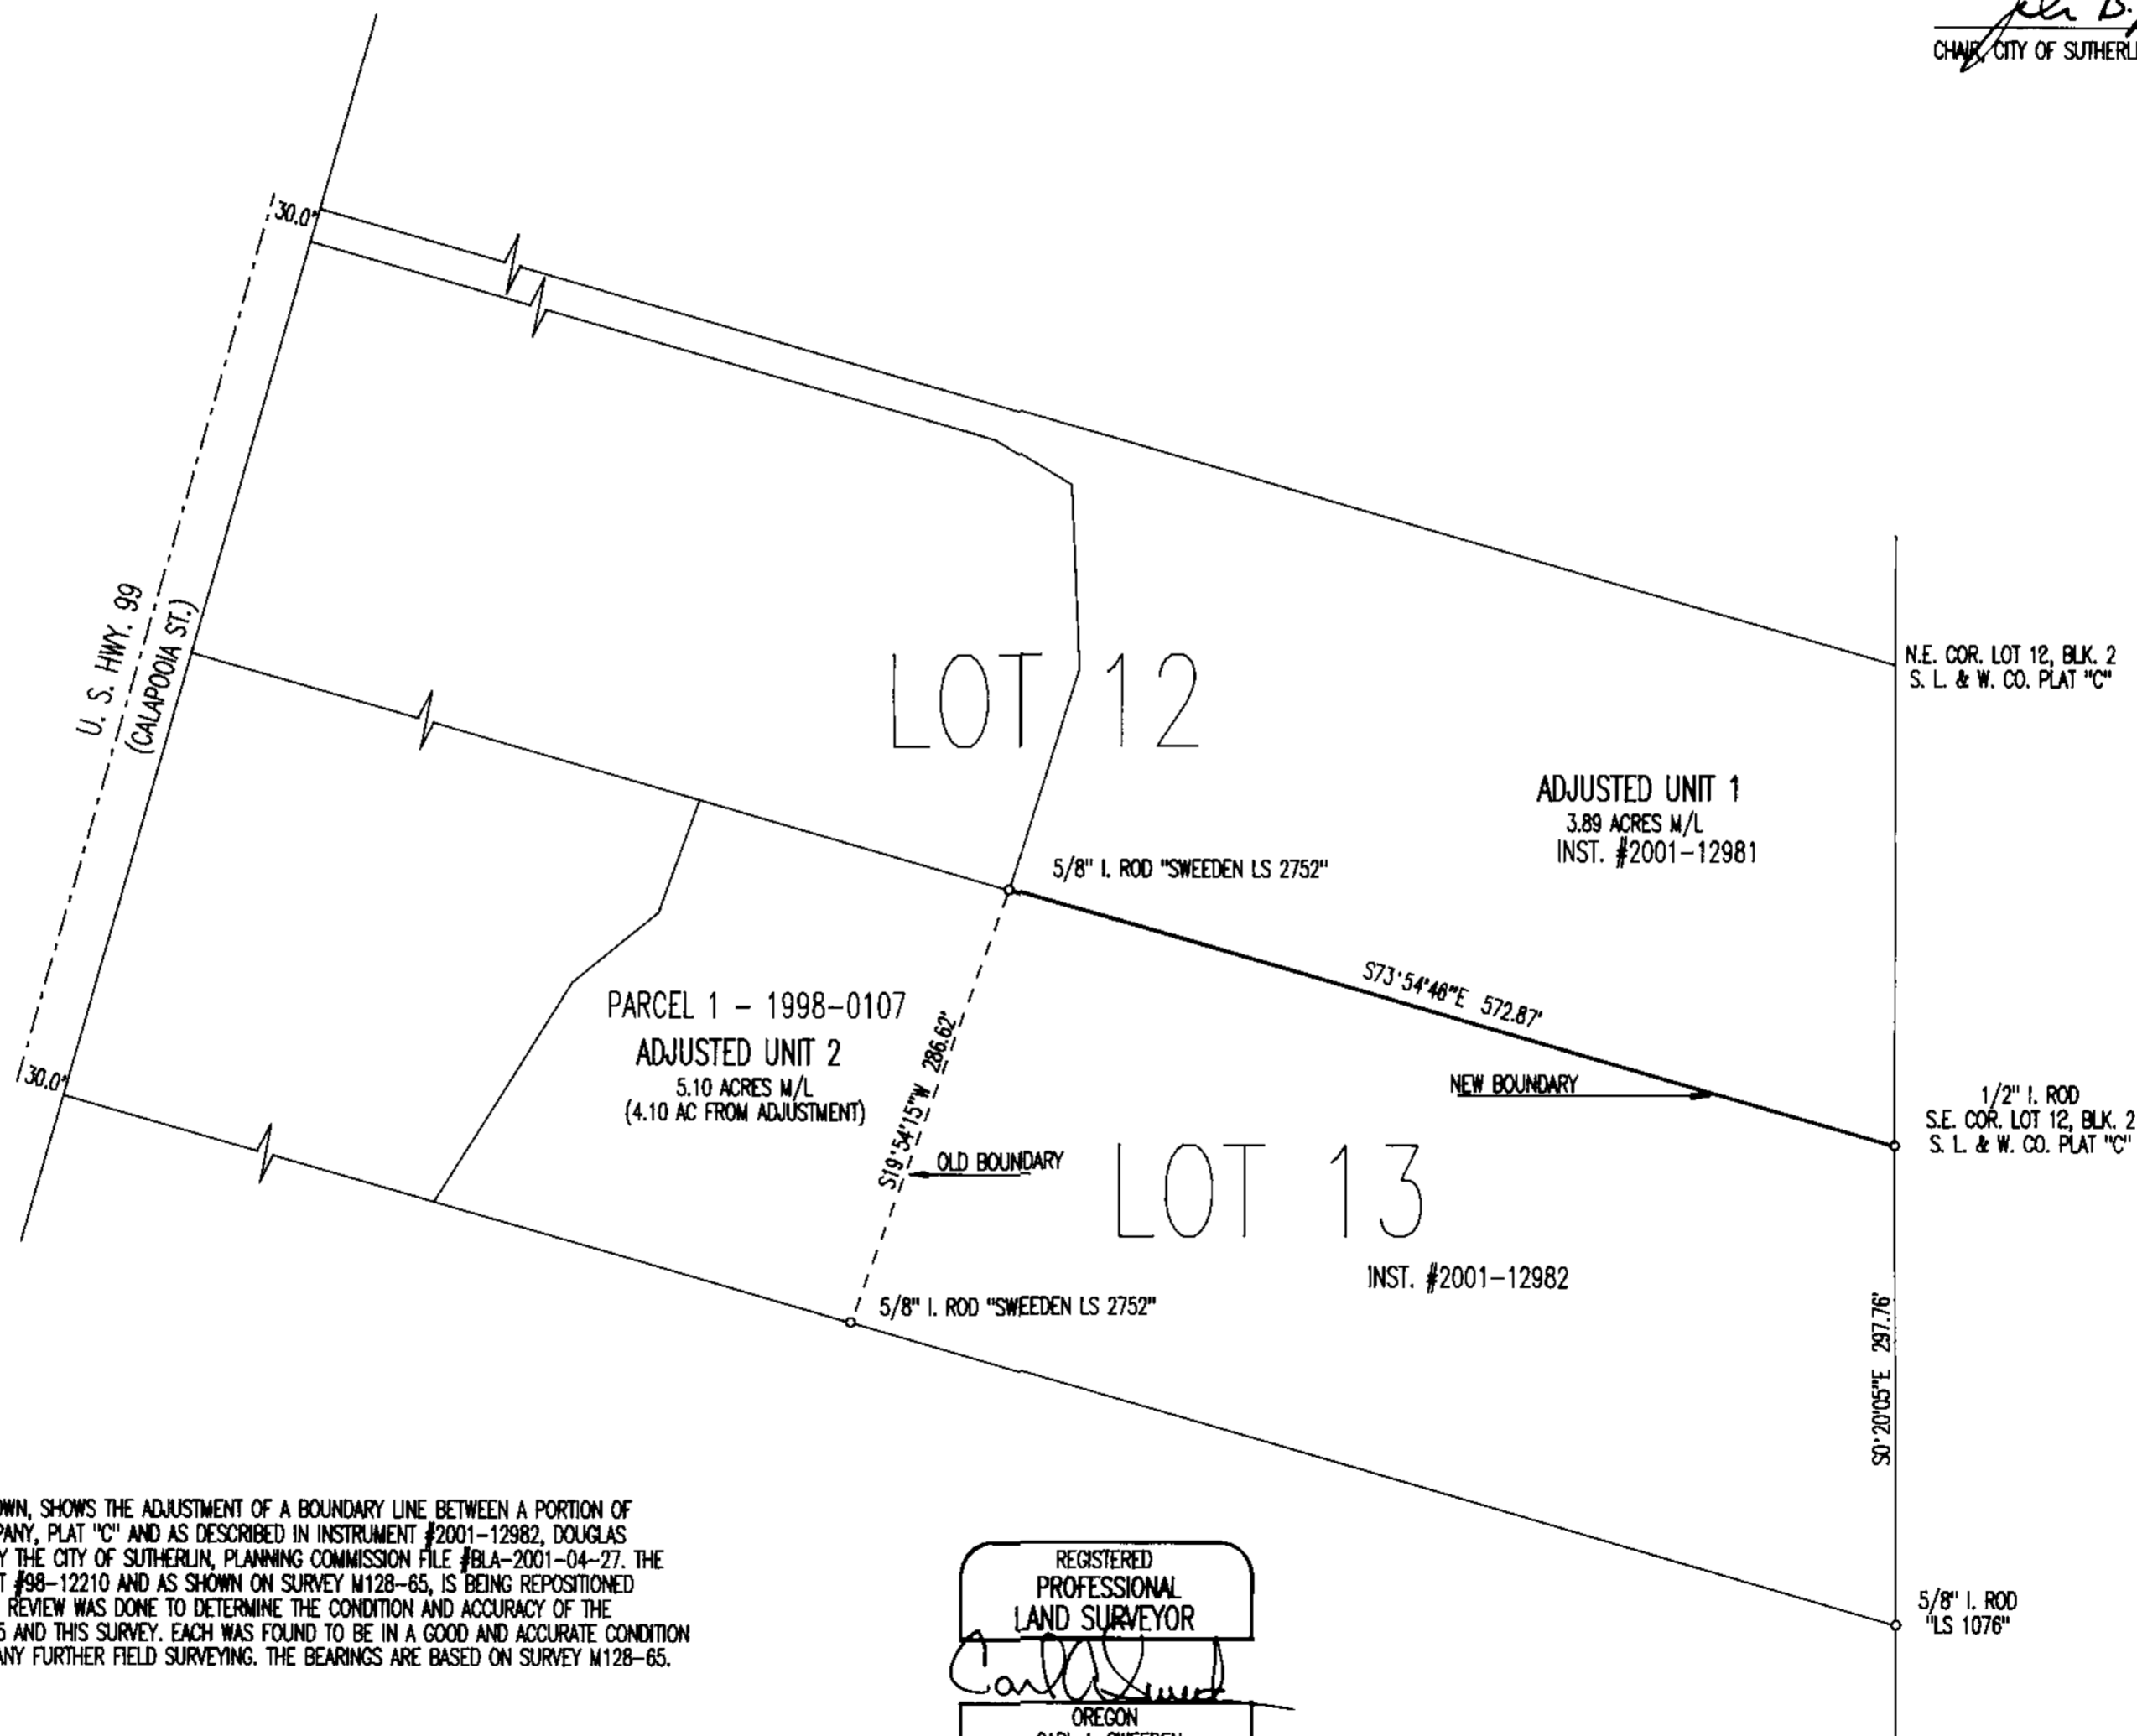 CHAIR, CITY OF SUTHERL
30.0'
U. S. HWY. 99
(CALAPOOIA ST.)
LOT 12
N.E. COR. LOT 12, BLK. 2
S. L. & W. CO. PLAT "C"
ADJUSTED UNIT 1
3.89 ACRES M/L
INST. #2001-12981
5/8" I. ROD "SWEEDEN LS 2752"
S73°54'46"E 572.87'
PARCEL 1 - 1998-0107
ADJUSTED UNIT 2
5.10 ACRES M/L
(4.10 AC FROM ADJUSTMENT)
S19°54'15"W 286.62'
30.0'
NEW BOUNDARY
1/2" I. ROD
S.E. COR. LOT 12, BLK. 2
S. L. & W. CO. PLAT "C"
OLD BOUNDARY
LOT 13
INST. #2001-12982
5/8" I. ROD "SWEEDEN LS 2752"
S0°20'05"E 297.76'
OWN, SHOWS THE ADJUSTMENT OF A BOUNDARY LINE BETWEEN A PORTION OF
PANY, PLAT "C" AND AS DESCRIBED IN INSTRUMENT #2001-12982, DOUGLAS
Y THE CITY OF SUTHERLIN, PLANNING COMMISSION FILE #BLA-2001-04-27. THE
T #98-12210 AND AS SHOWN ON SURVEY M128-65, IS BEING REPOSITIONED
REVIEW WAS DONE TO DETERMINE THE CONDITION AND ACCURACY OF THE
5 AND THIS SURVEY. EACH WAS FOUND TO BE IN A GOOD AND ACCURATE CONDITION
ANY FURTHER FIELD SURVEYING. THE BEARINGS ARE BASED ON SURVEY M128-65.
REGISTERED
PROFESSIONAL
LAND SURVEYOR
OREGON
CARL A. SWEEDEN
5/8" I. ROD
"LS 1076"